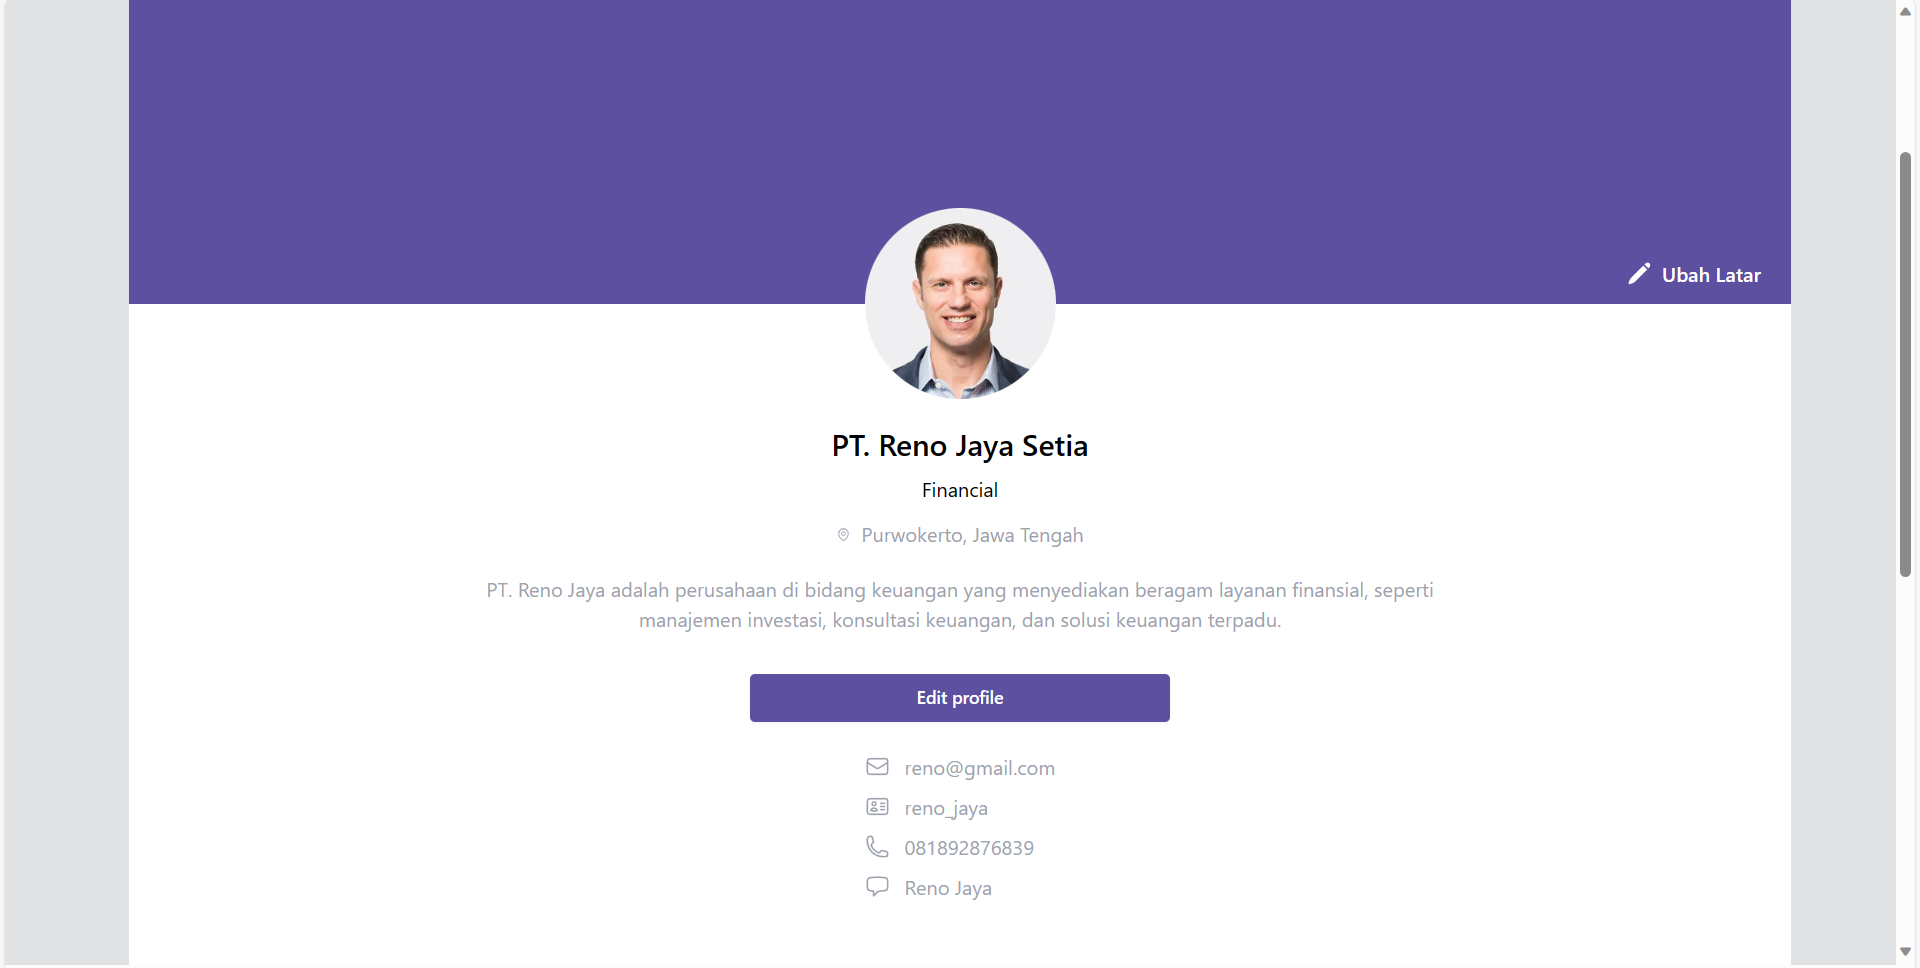 Ubah Latar
PT. Reno Jaya Setia
Financial
Purwokerto, Jawa Tengah
PT. Reno Jaya adalah perusahaan di bidang keuangan yang menyediakan beragam layanan finansial, seperti
manajemen investasi, konsultasi keuangan, dan solusi keuangan terpadu.
Edit profile
reno@gmail.com
reno_jaya
081892876839
Reno Jaya